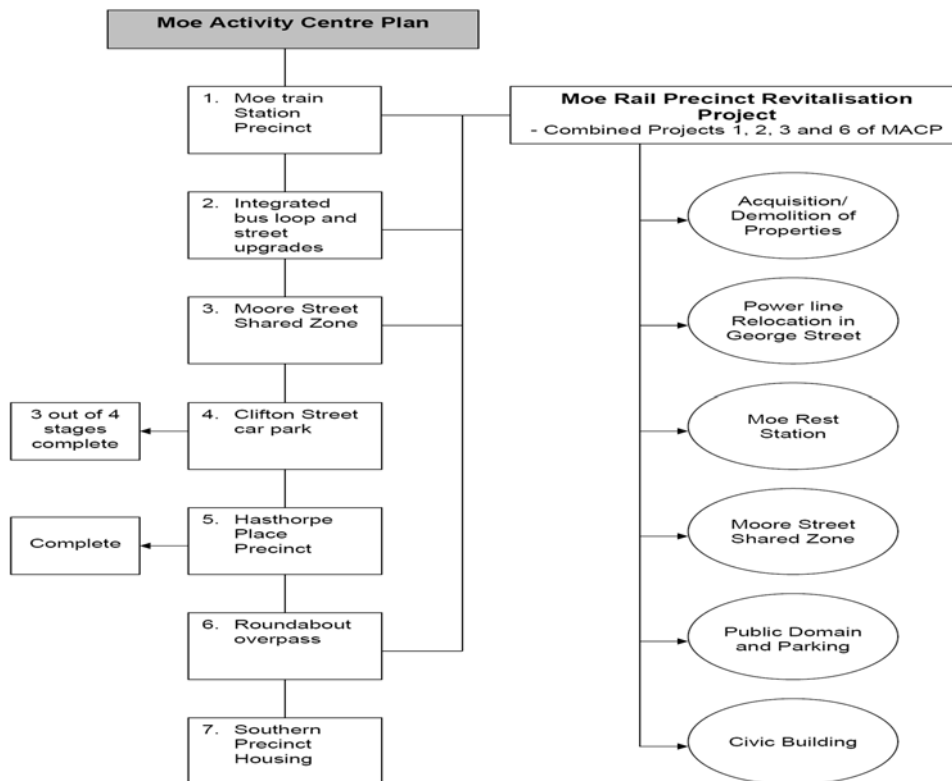 Moe Activity Centre Plan
1. Moe train
Station
Precinct
2. Integrated
bus loop and
street
upgrades
3. Moore Street
Shared Zone
4. Clifton Street
car park
3 out of 4
stages
complete
5. Hasthorpe
Place
Precinct
Complete
6. Roundabout
overpass
7. Southern
Precinct
Housing
Moe Rail Precinct Revitalisation
Project
- Combined Projects 1, 2, 3 and 6 of MACP
Acquisition/
Demolition of
Properties
Power line
Relocation in
George Street
Moe Rest
Station
Moore Street
Shared Zone
Public Domain
and Parking
Civic Building